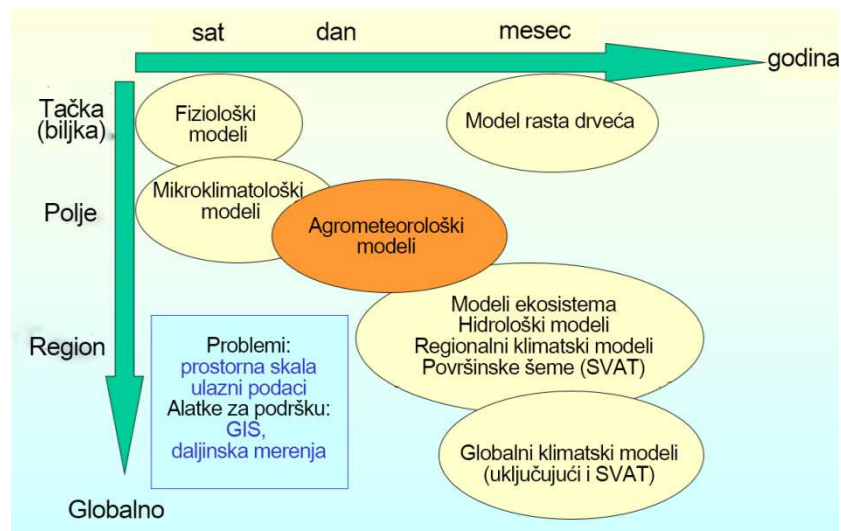 sat dan mesec
godina
Tačka
(biljka)
Fiziološki
modeli
Model rasta drveća
Polje
Mikroklimatološki
modeli
Agrometeorološki
modeli
Region
Modeli ekosistema
Hidrološki modeli
Regionalni klimatski modeli
Površinske šeme (SVAT)
Problemi:
prostorna skala
ulazni podaci
Alatke za podršku:
GIS,
daljinska merenja
Globalni klimatski modeli
(uključujući i SVAT)
Globalno